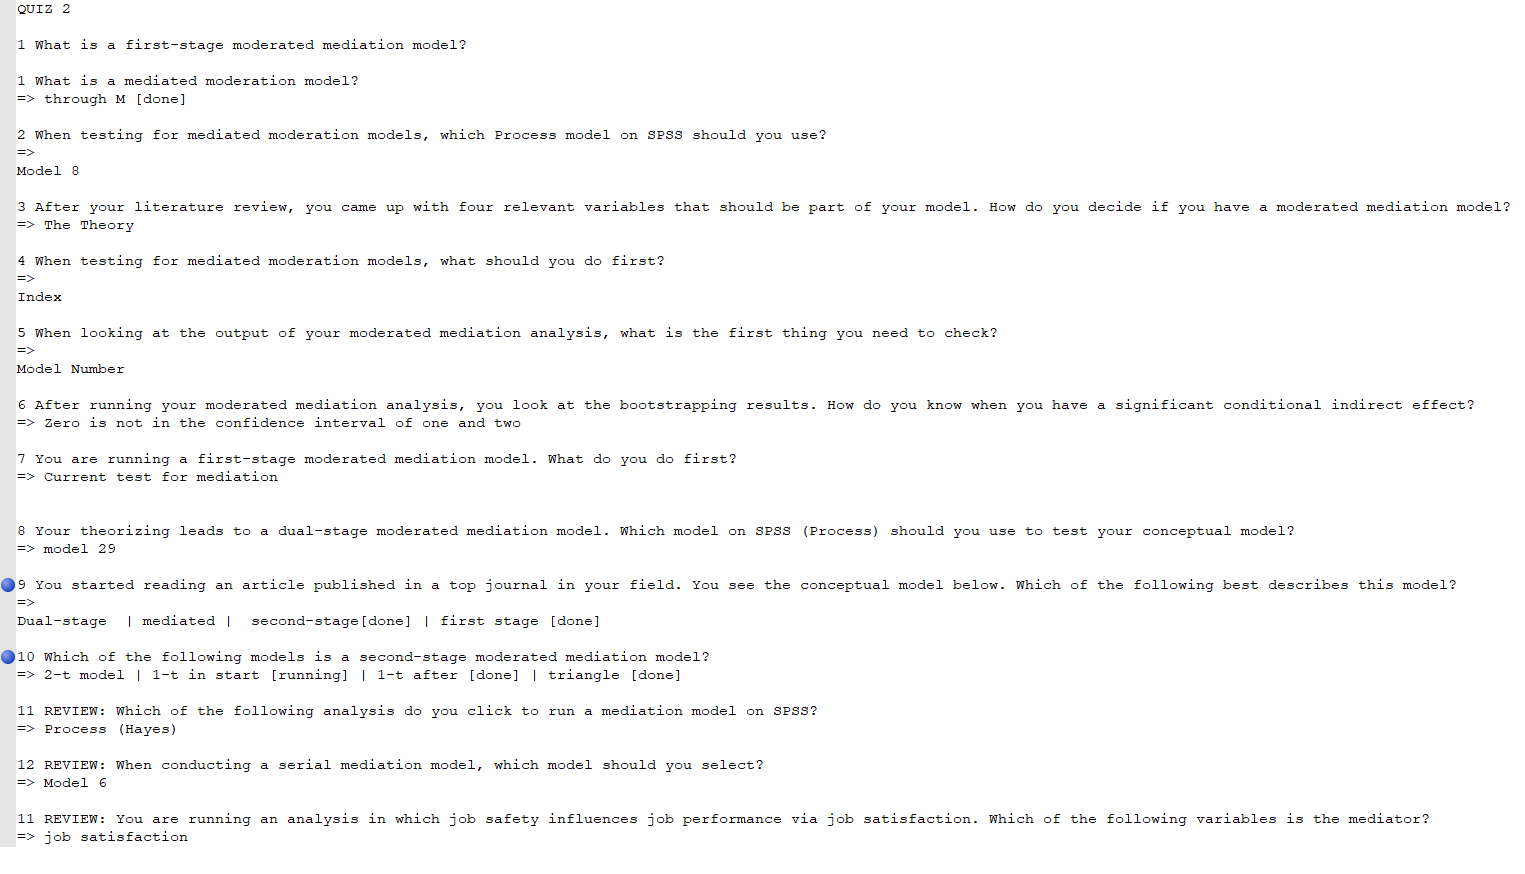 QUIZ 2
1 What is a first-stage moderated mediation model?
1 What is a mediated moderation model?
=> through M [done]
2 When testing for mediated moderation models, which Process model on SPSS should you use?
=>
Model 8
3 After your literature review, you came up with four relevant variables that should be part of your model. How do you decide if you have a moderated mediation model?
=> The Theory
4 When testing for mediated moderation models, what should you do first?
=>
Index
5 When looking at the output of your moderated mediation analysis, what is the first thing you need to check?
=>
Model Number
6 After running your moderated mediation analysis, you look at the bootstrapping results. How do you know when you have a significant conditional indirect effect?
=> Zero is not in the confidence interval of one and two
7 You are running a first-stage moderated mediation model. What do you do first?
=> Current test for mediation
8 Your theorizing leads to a dual-stage moderated mediation model. Which model on SPSS (Process) should you use to test your conceptual model?
=> model 29
9 You started reading an article published in a top journal in your field. You see the conceptual model below. Which of the following best describes this model?
=>
Dual-stage  | mediated |  second-stage[done] | first stage [done]
10 Which of the following models is a second-stage moderated mediation model?
=> 2-t model | 1-t in start [running] | 1-t after [done] | triangle [done]
11 REVIEW: Which of the following analysis do you click to run a mediation model on SPSS?
=> Process (Hayes)
12 REVIEW: When conducting a serial mediation model, which model should you select?
=> Model 6
11 REVIEW: You are running an analysis in which job safety influences job performance via job satisfaction. Which of the following variables is the mediator?
=> job satisfaction